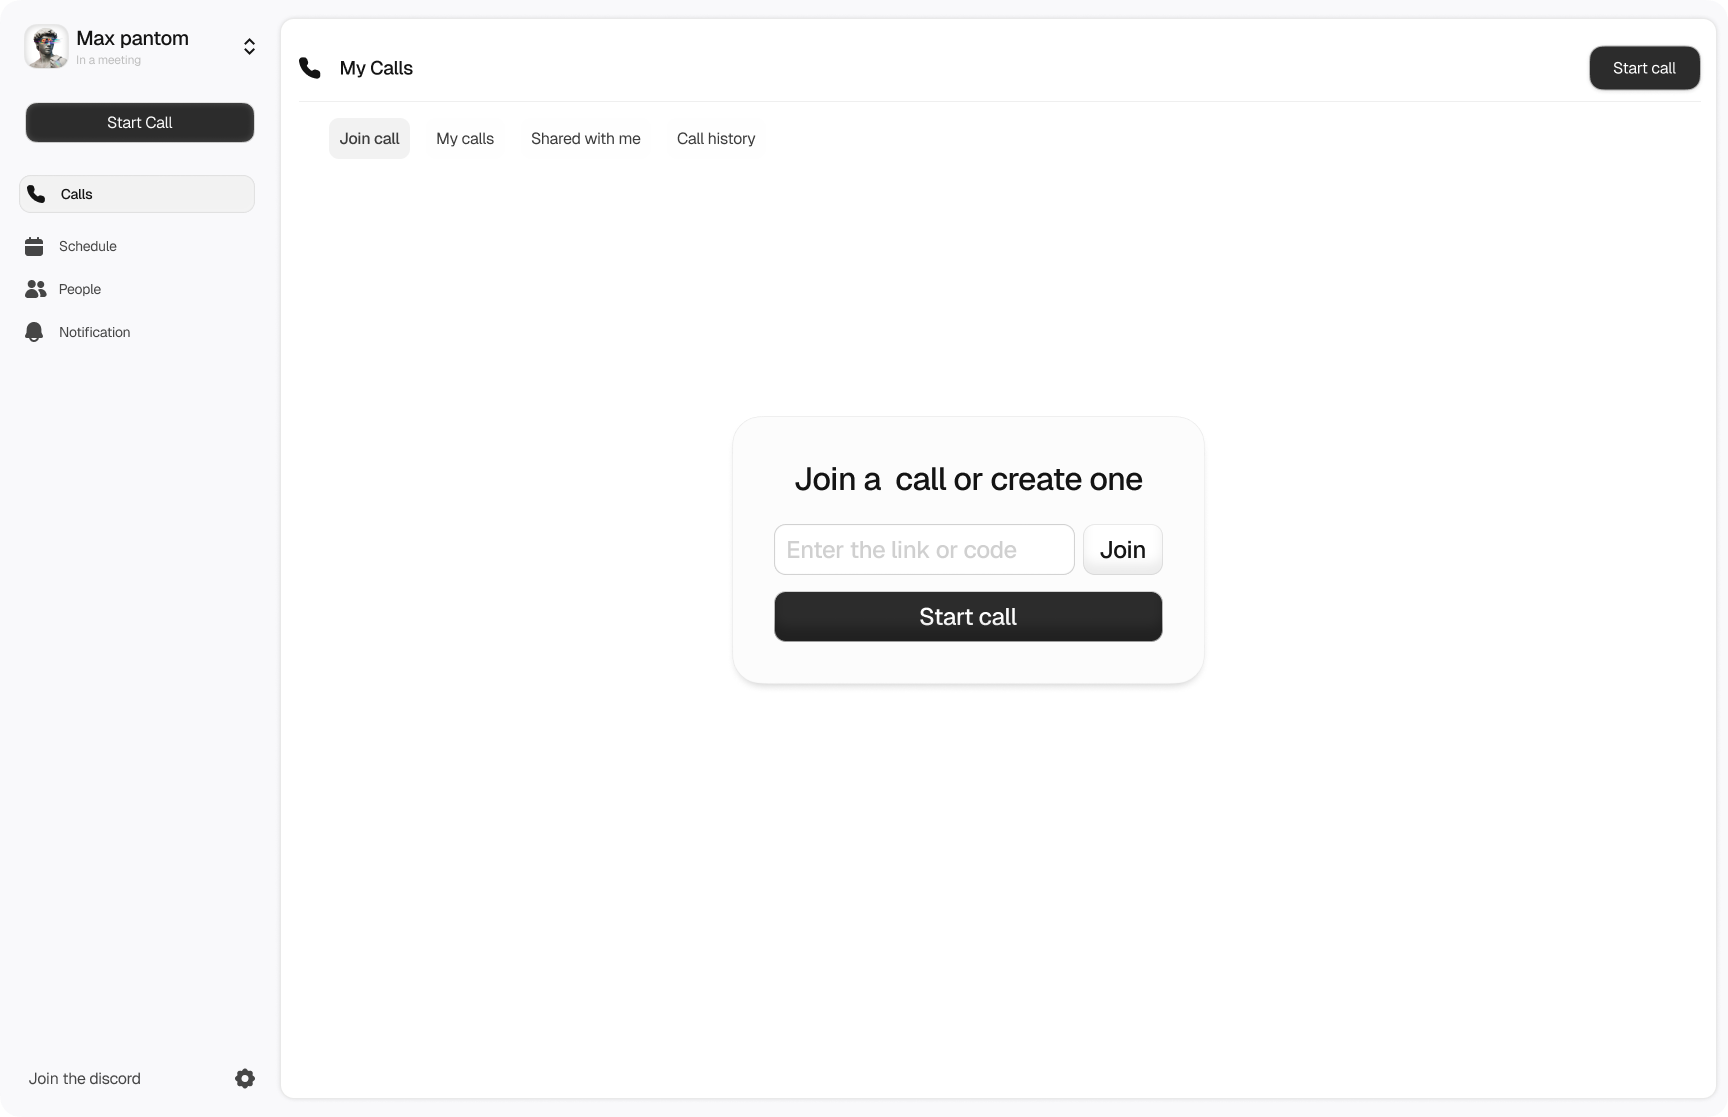 Max pantom
In a meeting
Start Call
Calls
Schedule
People
Notification
Join the discord
My Calls
Start call
Join call
My calls
Shared with me
Call history
Join a  call or create one
Enter the link or code
Join
Start call